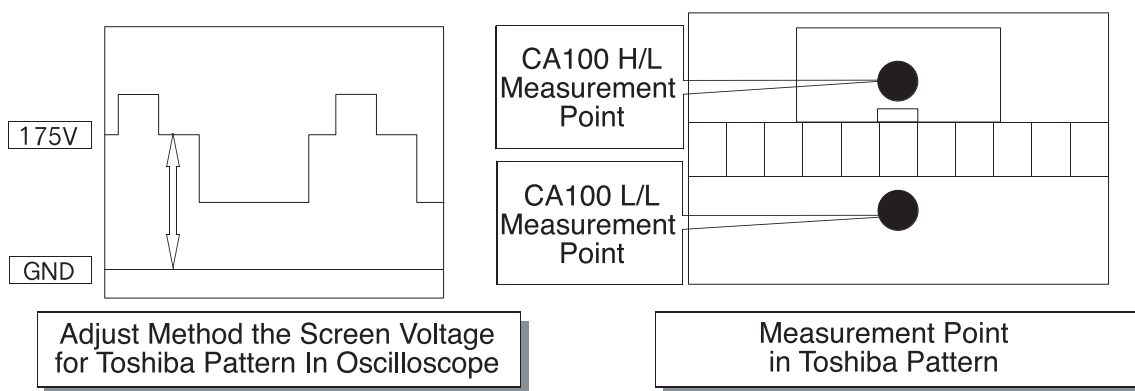 175V
GND
Adjust Method the Screen Voltage
for Toshiba Pattern In Oscilloscope
CA100 H/L
Measurement
Point
CA100 L/L
Measurement
Point
Measurement Point
in Toshiba Pattern